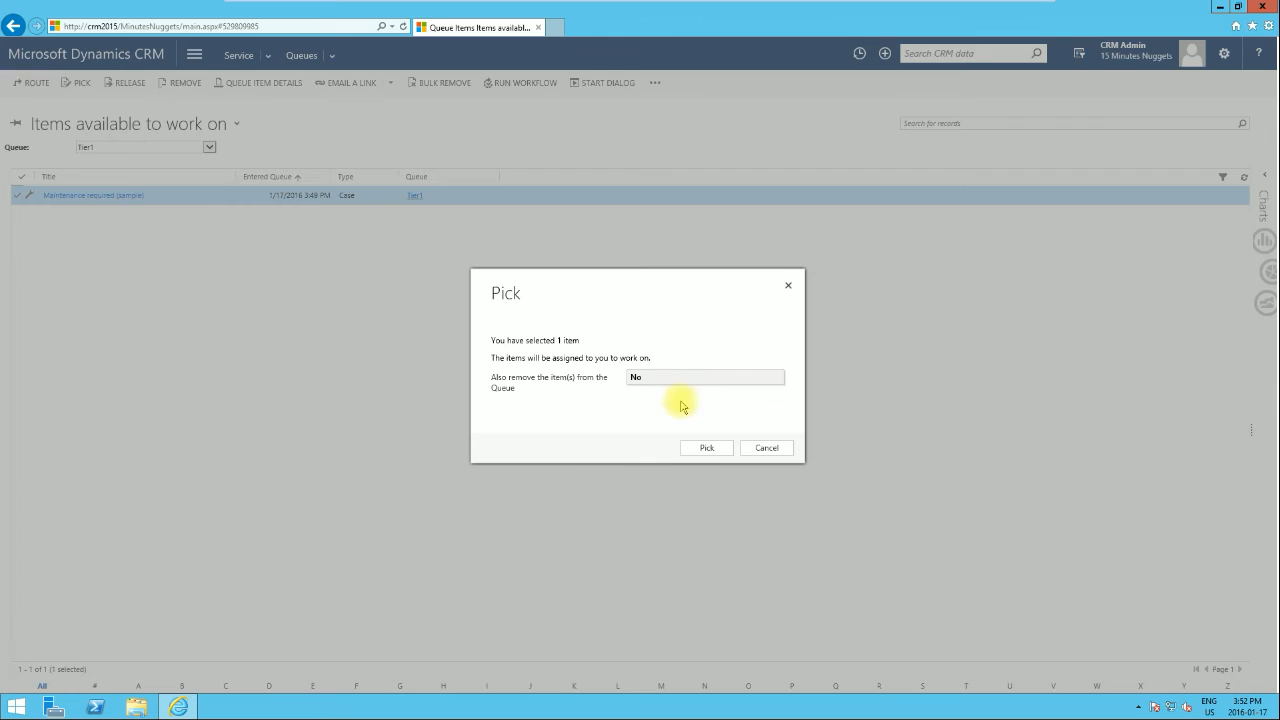 http://crm2015/MinutesNuggets/main.aspx#529809985
Queue Items Items availabl...
Microsoft Dynamics CRM
Service
Queues
Search CRM data
CRM Admin
15 Minutes Nuggets
?
ROUTE
PICK
RELEASE
REMOVE
QUEUE ITEM DETAILS
EMAIL A LINK
BULK REMOVE
RUN WORKFLOW
START DIALOG
...
Items available to work on
Search for records
Queue:
Tier1
Title
Entered Queue
Type
Queue
Maintenance required (sample)
1/17/2016 3:49 PM
Case
Tier1
Charts
Pick
You have selected 1 item
The items will be assigned to you to work on.
Also remove the item(s) from the
Queue
No
Pick
Cancel
1 - 1 of 1 (1 selected)
Page 1
All # A B C D E F G H I J K L M N O P Q R S T U V W X Y Z
ENG
US
3:52 PM
2016-01-17